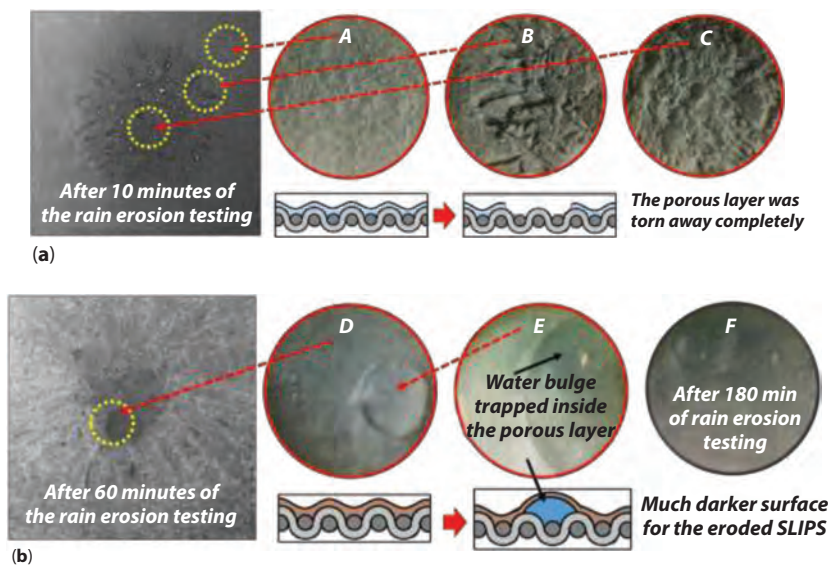 A
B
C
After 10 minutes of
the rain erosion testing
The porous layer was
torn away completely
(a)
D
E
F
Water bulge
trapped inside
the porous layer
After 180 min
of rain erosion
testing
After 60 minutes of
the rain erosion testing
Much darker surface
for the eroded SLIPS
(b)